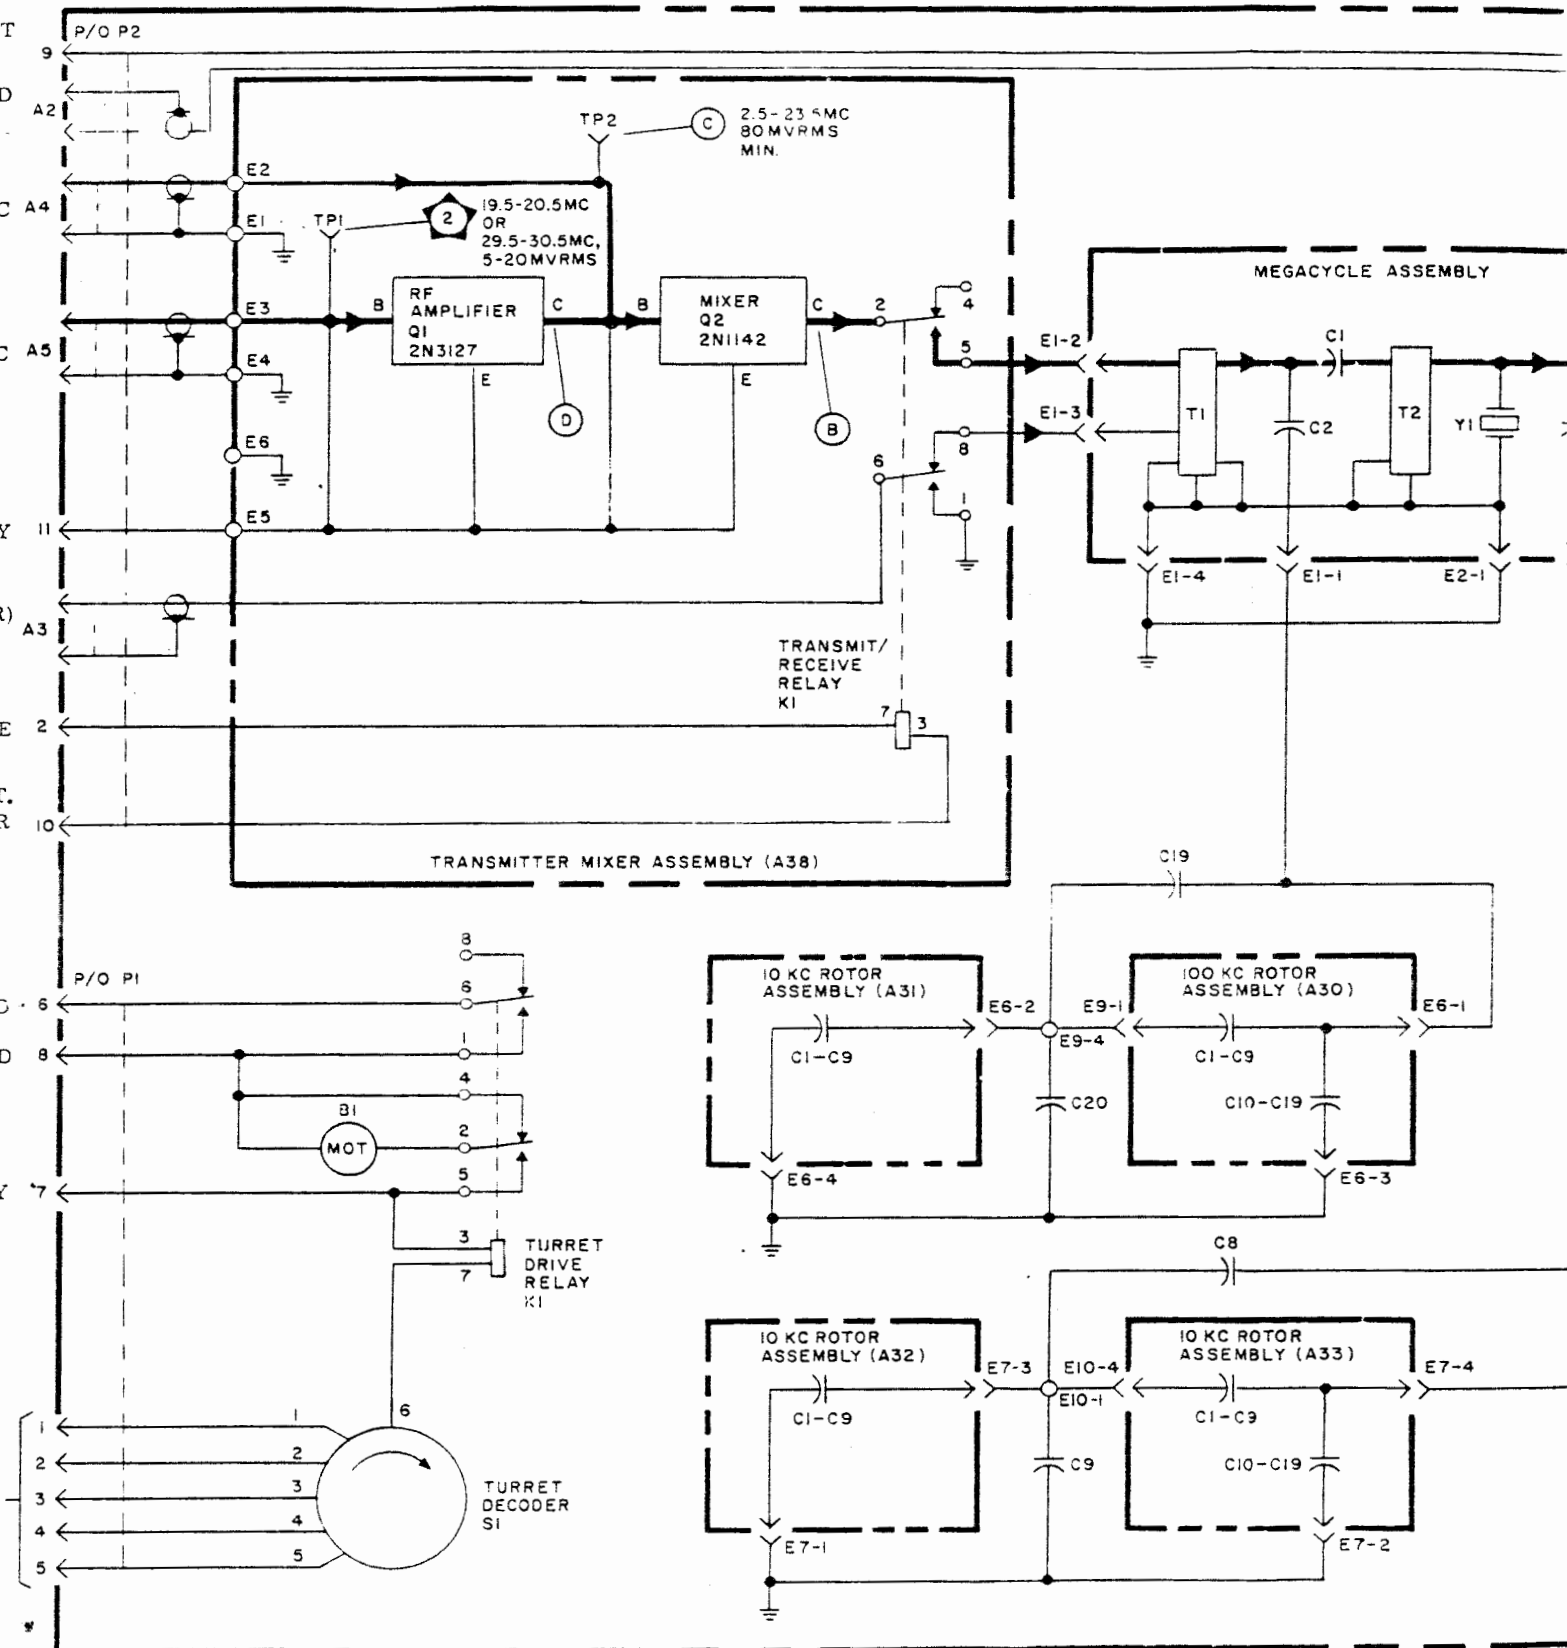 T
P/O P2
9
D
A2
TP2
C
2.5-23.5MC
80MVRMS
MIN.
E2
C A4
E1
TP1
2
19.5-20.5MC
OR
29.5-30.5MC,
5-20MVRMS
MEGACYCLE ASSEMBLY
E3
B
RF
AMPLIFIER
Q1
2N3127
C
B
MIXER
Q2
2N1142
C
2
4
5
E1-2
C1
C A5
E4
E
D
E
B
E1-3
T1
C2
T2
Y1
E6
6
8
1
Y 11
E5
E1-4
E1-1
E2-1
R)
A3
TRANSMIT/
RECEIVE
RELAY
K1
E 2
7
3
T.
R 10
TRANSMITTER MIXER ASSEMBLY (A38)
C19
P/O P1
8
6
6
D 8
1
4
B1
MOT
2
Y 7
5
3
7
TURRET
DRIVE
RELAY
K1
10 KC ROTOR
ASSEMBLY (A31)
C1-C9
E6-2
E9-1
E9-4
100 KC ROTOR
ASSEMBLY (A30)
C1-C9
E6-1
C20
C10-C19
E6-4
E6-3
C8
10 KC ROTOR
ASSEMBLY (A32)
C1-C9
E7-3
E10-4
E10-1
10 KC ROTOR
ASSEMBLY (A33)
C1-C9
E7-4
C9
C10-C19
E7-1
E7-2
6
1 1
2 2
3 3
4 4
5 5
TURRET
DECODER
S1